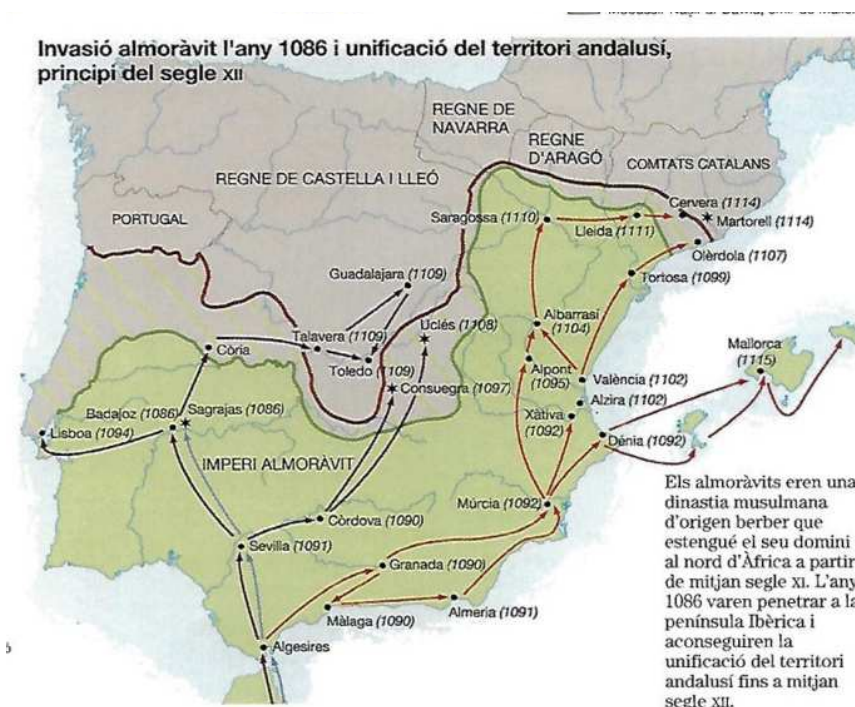 Invasió almoràvit l'any 1086 i unificació del territori andalusí,
principi del segle XII
REGNE DE
NAVARRA
REGNE
D'ARAGÓ
COMTATS CATALANS
REGNE DE CASTELLA I LLEÓ
PORTUGAL
Cervera (1114)
Martorell (1114)
Saragossa (1110)
Lleida (1111)
Olèrdola (1107)
Guadalajara (1109)
Tortosa (1099)
Talavera (1109)
Uclés (1108)
Albarrasí
(1104)
Còria
Toledo
(1109)
Mallorca
(1115)
Alpont
(1095)
València (1102)
Consuegra (1097)
Alzira (1102)
Badajoz (1086)
Sagrajas (1086)
Xàtiva
(1092)
Lisboa (1094)
Dénia (1092)
IMPERI ALMORÀVIT
Múrcia (1092)
Còrdova (1090)
Sevilla (1091)
Granada (1090)
Màlaga
(1090)
Almeria (1091)
Algesires
Els almoràvits eren una
dinastia musulmana
d'origen berber que
estengué el seu domini
al nord d'Àfrica a partir
de mitjan segle XI. L'any
1086 varen penetrar a la
península Ibèrica i
aconseguiren la
unificació del territori
andalusí fins a mitjan
segle XII.